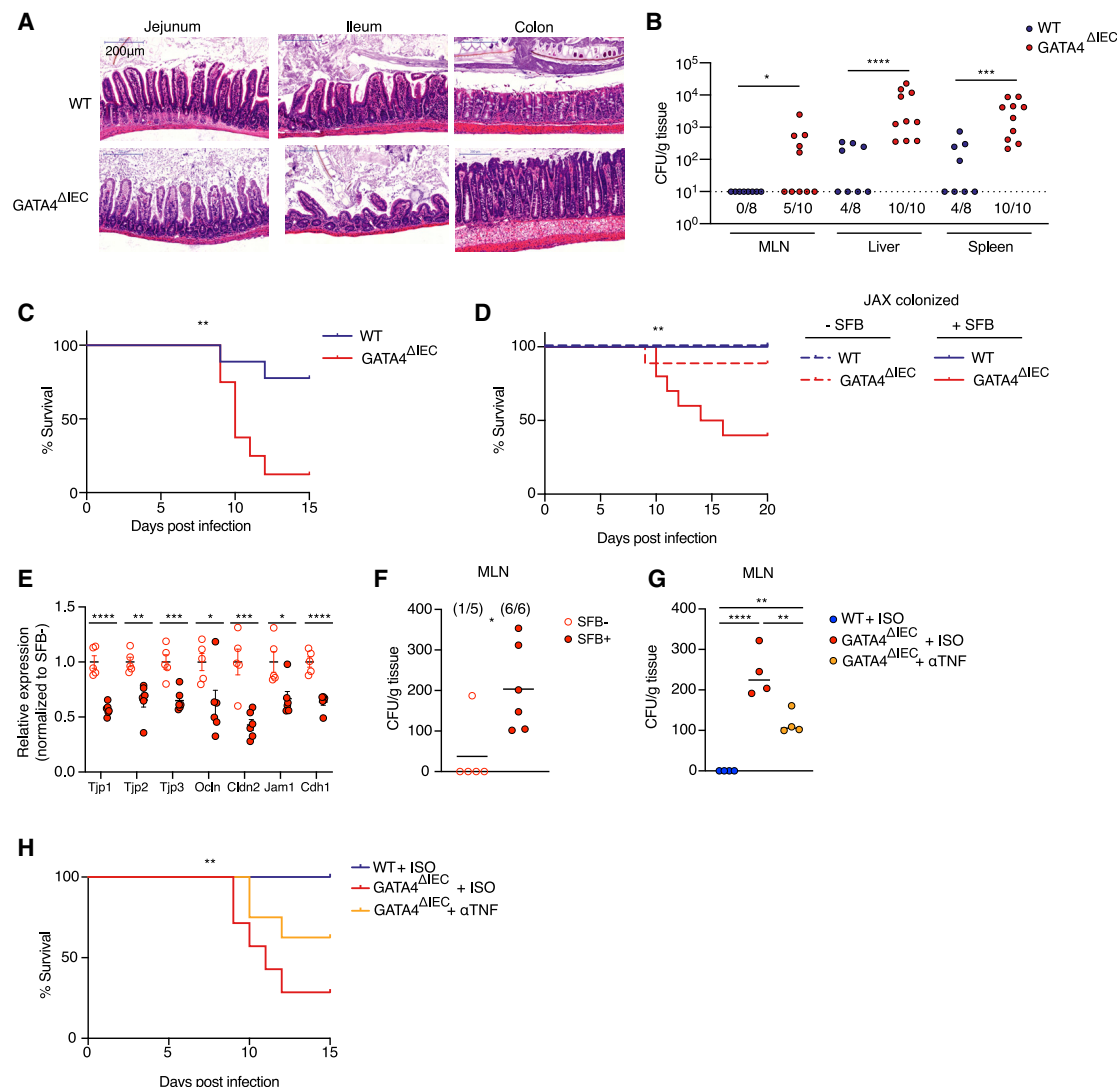 A
Jejunum
Ileum
Colon
200µm
WT
GATA4ΔIEC
B
WT
GATA4ΔIEC
CFU/g tissue
10⁵
10⁴
10³
10²
10¹
10⁰
*
****
***
0/8 5/10 4/8 10/10 4/8 10/10
MLN Liver Spleen
C
**
WT
GATA4ΔIEC
% Survival
100
50
0
0 5 10 15
Days post infection
D
JAX colonized
- SFB + SFB
WT WT
GATA4ΔIEC GATA4ΔIEC
**
% Survival
100
50
0
0 5 10 15 20
Days post infection
E
Relative expression
(normalized to SFB-)
1.5
1.0
0.5
0.0
**** ** *** * *** * ****
Tjp1 Tjp2 Tjp3 Ocln Cldn2 Jam1 Cdh1
F
MLN
(1/5) (6/6)
*
SFB-
SFB+
CFU/g tissue
400
300
200
100
0
G
MLN
**
**** **
WT + ISO
GATA4ΔIEC + ISO
GATA4ΔIEC + αTNF
CFU/g tissue
400
300
200
100
0
H
**
WT + ISO
GATA4ΔIEC + ISO
GATA4ΔIEC + αTNF
% Survival
100
50
0
0 5 10 15
Days post infection